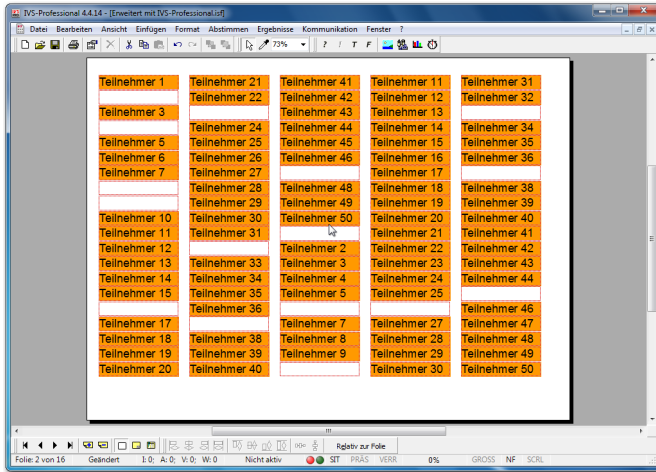 IVS-Professional 4.4.14 - [Erweitert mit IVS-Professional.isf]
Datei Bearbeiten Ansicht Einfügen Format Abstimmen Ergebnisse Kommunikation Fenster ?
73% ? ! T F
Teilnehmer 1 Teilnehmer 21 Teilnehmer 41 Teilnehmer 11 Teilnehmer 31
Teilnehmer 22 Teilnehmer 42 Teilnehmer 12 Teilnehmer 32
Teilnehmer 3 Teilnehmer 43 Teilnehmer 13
Teilnehmer 24 Teilnehmer 44 Teilnehmer 14 Teilnehmer 34
Teilnehmer 5 Teilnehmer 25 Teilnehmer 45 Teilnehmer 15 Teilnehmer 35
Teilnehmer 6 Teilnehmer 26 Teilnehmer 46 Teilnehmer 16 Teilnehmer 36
Teilnehmer 7 Teilnehmer 27 Teilnehmer 17
Teilnehmer 28 Teilnehmer 48 Teilnehmer 18 Teilnehmer 38
Teilnehmer 29 Teilnehmer 49 Teilnehmer 19 Teilnehmer 39
Teilnehmer 10 Teilnehmer 30 Teilnehmer 50 Teilnehmer 20 Teilnehmer 40
Teilnehmer 11 Teilnehmer 31 Teilnehmer 21 Teilnehmer 41
Teilnehmer 12 Teilnehmer 2 Teilnehmer 22 Teilnehmer 42
Teilnehmer 13 Teilnehmer 33 Teilnehmer 3 Teilnehmer 23 Teilnehmer 43
Teilnehmer 14 Teilnehmer 34 Teilnehmer 4 Teilnehmer 24 Teilnehmer 44
Teilnehmer 15 Teilnehmer 35 Teilnehmer 5 Teilnehmer 25
Teilnehmer 36 Teilnehmer 46
Teilnehmer 17 Teilnehmer 7 Teilnehmer 27 Teilnehmer 47
Teilnehmer 18 Teilnehmer 38 Teilnehmer 8 Teilnehmer 28 Teilnehmer 48
Teilnehmer 19 Teilnehmer 39 Teilnehmer 9 Teilnehmer 29 Teilnehmer 49
Teilnehmer 20 Teilnehmer 40 Teilnehmer 30 Teilnehmer 50
Relativ zur Folie
Folie: 2 von 16 Geändert I: 0; A: 0; V: 0; W: 0 Nicht aktiv SIT PRÄS VERR 0% GROSS NF SCRL